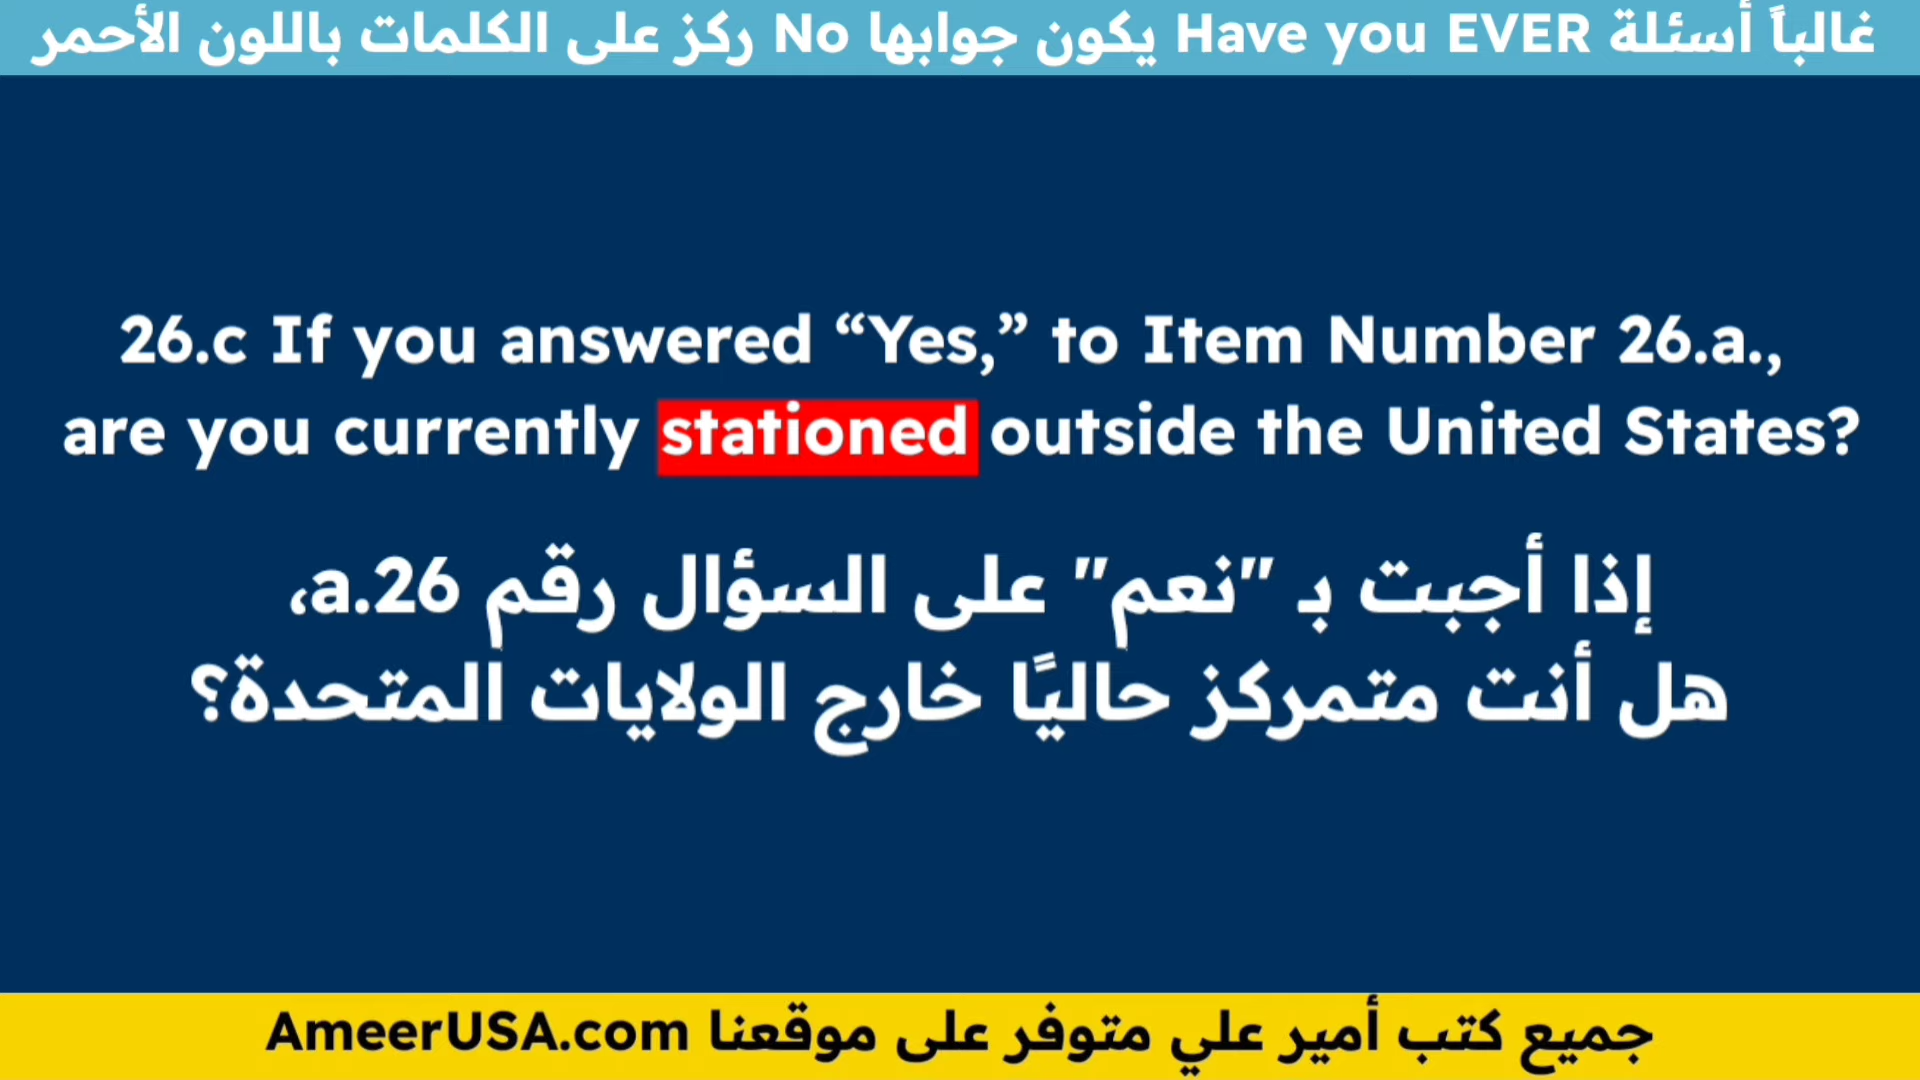 غالباً أسئلة Have you EVER يكون جوابها No ركز على الكلمات باللون الأحمر
26.c If you answered “Yes,” to Item Number 26.a.,
are you currently stationed outside the United States?
إذا أجبت بـ "نعم" على السؤال رقم 26.a،
هل أنت متمركز حاليًا خارج الولايات المتحدة؟
جميع كتب أمير علي متوفر على موقعنا AmeerUSA.com